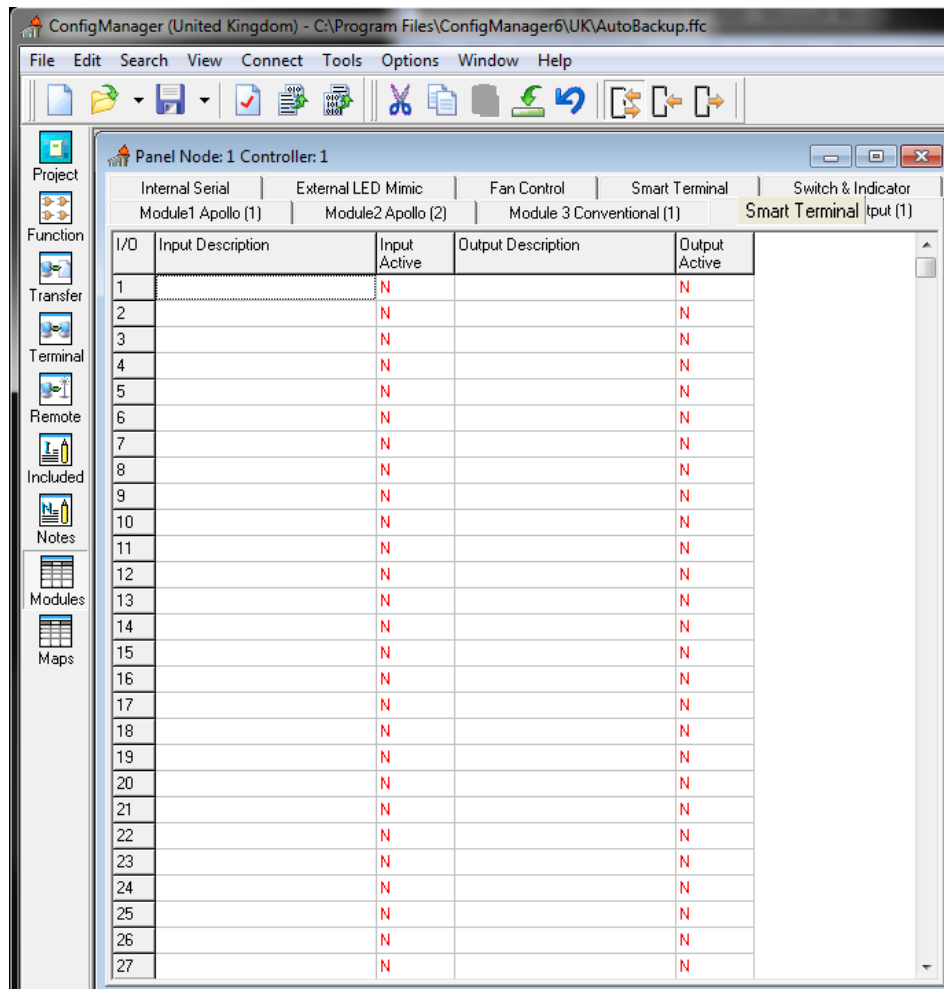 ConfigManager (United Kingdom) - C:\Program Files\ConfigManager6\UK\AutoBackup.ffc
File Edit Search View Connect Tools Options Window Help
Project
Function
Transfer
Terminal
Remote
Included
Notes
Modules
Maps
Panel Node: 1 Controller: 1
Internal Serial External LED Mimic Fan Control Smart Terminal Switch & Indicator
Module1 Apollo (1) Module2 Apollo (2) Module 3 Conventional (1) Smart Terminal tput (1)
I/O Input Description Input Active Output Description Output Active
1 N N
2 N N
3 N N
4 N N
5 N N
6 N N
7 N N
8 N N
9 N N
10 N N
11 N N
12 N N
13 N N
14 N N
15 N N
16 N N
17 N N
18 N N
19 N N
20 N N
21 N N
22 N N
23 N N
24 N N
25 N N
26 N N
27 N N